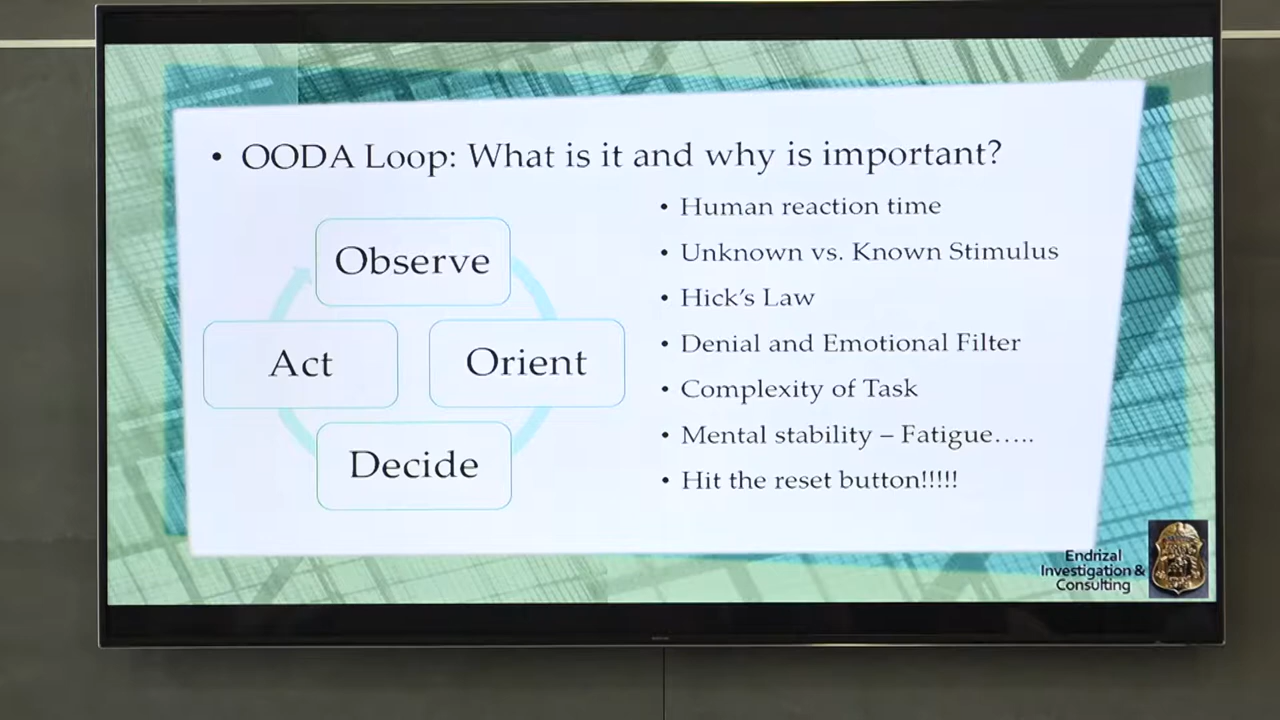 • OODA Loop: What is it and why is important?
Observe
Orient
Decide
Act
• Human reaction time
• Unknown vs. Known Stimulus
• Hick's Law
• Denial and Emotional Filter
• Complexity of Task
• Mental stability – Fatigue.....
• Hit the reset button!!!!!
Endrizal
Investigation &
Consulting